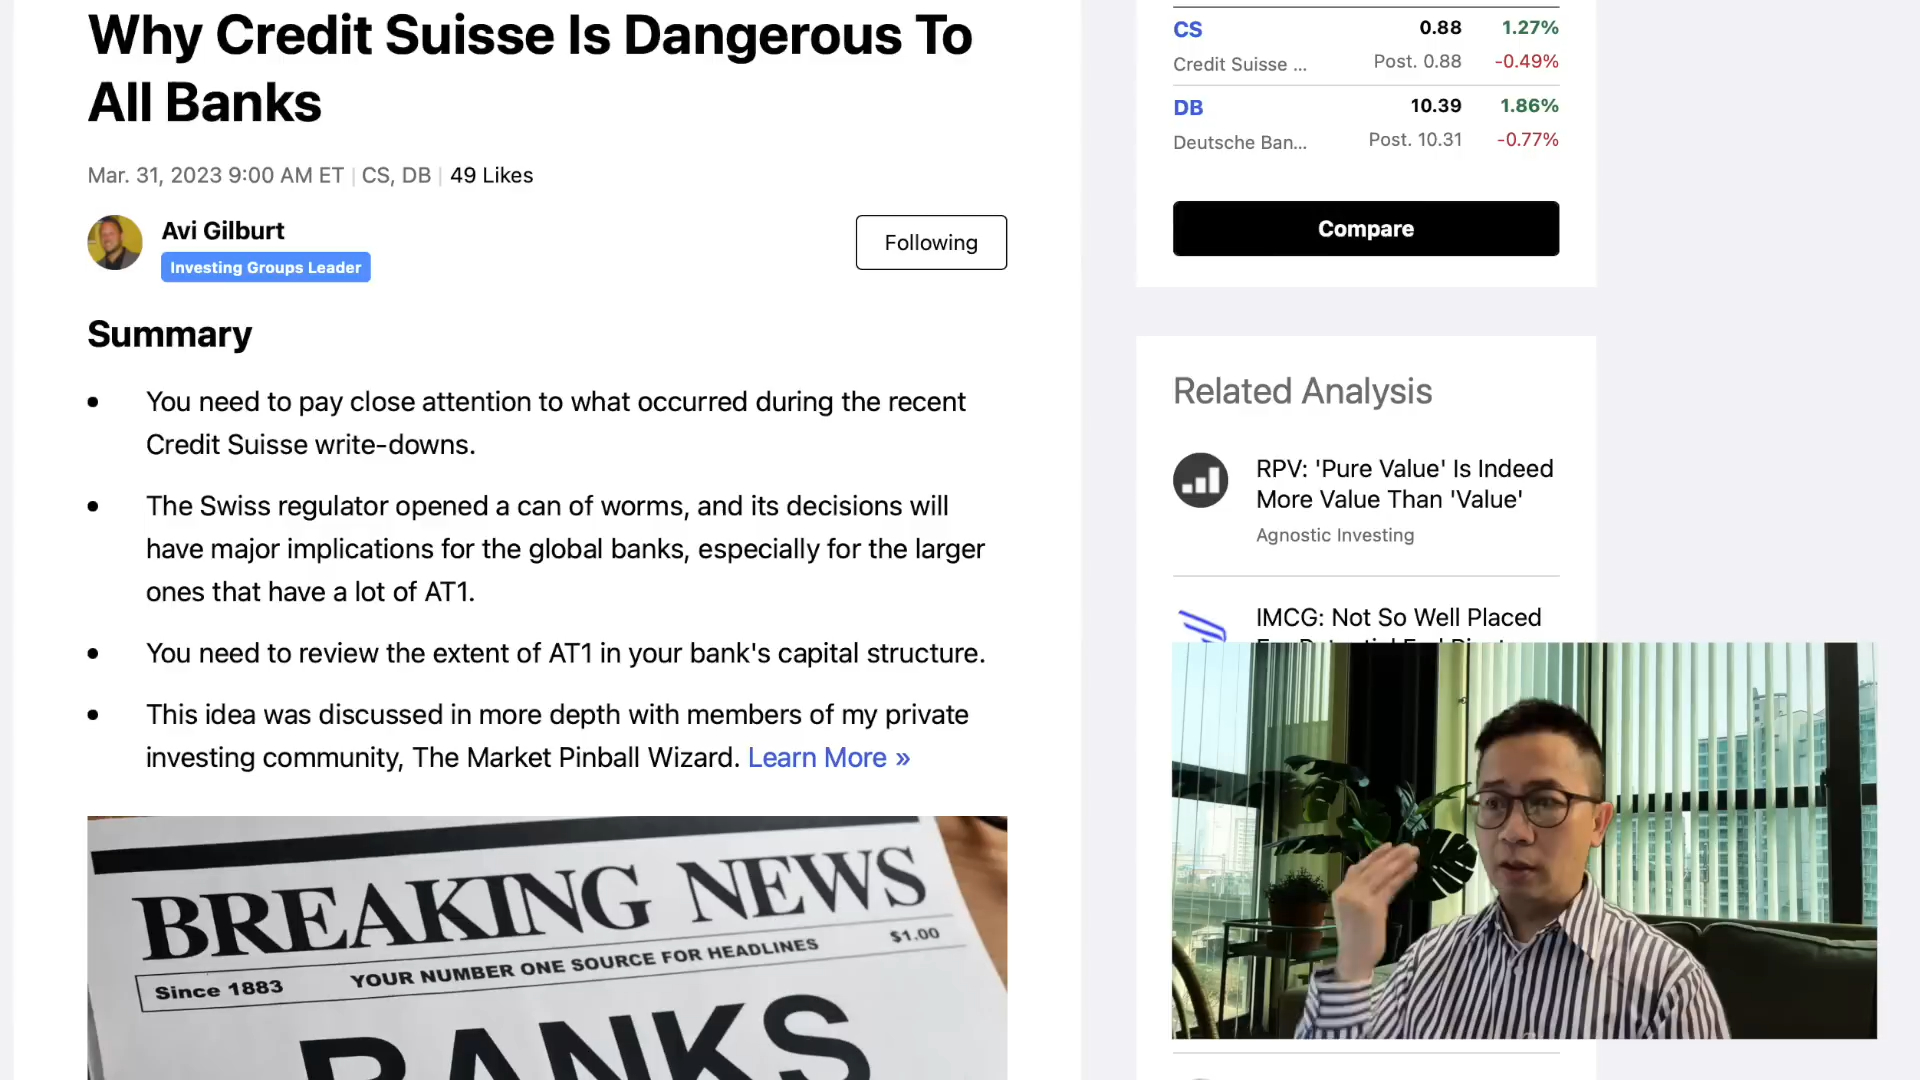 Why Credit Suisse Is Dangerous To
All Banks
Mar. 31, 2023 9:00 AM ET | CS, DB | 49 Likes
Avi Gilburt
Investing Groups Leader
Following
Summary
• You need to pay close attention to what occurred during the recent
Credit Suisse write-downs.
• The Swiss regulator opened a can of worms, and its decisions will
have major implications for the global banks, especially for the larger
ones that have a lot of AT1.
• You need to review the extent of AT1 in your bank's capital structure.
• This idea was discussed in more depth with members of my private
investing community, The Market Pinball Wizard. Learn More »
BREAKING NEWS
Since 1883 YOUR NUMBER ONE SOURCE FOR HEADLINES $1.00
BANKS
CS 0.88 1.27%
Credit Suisse ... Post. 0.88 -0.49%
DB 10.39 1.86%
Deutsche Ban... Post. 10.31 -0.77%
Compare
Related Analysis
RPV: 'Pure Value' Is Indeed
More Value Than 'Value'
Agnostic Investing
IMCG: Not So Well Placed